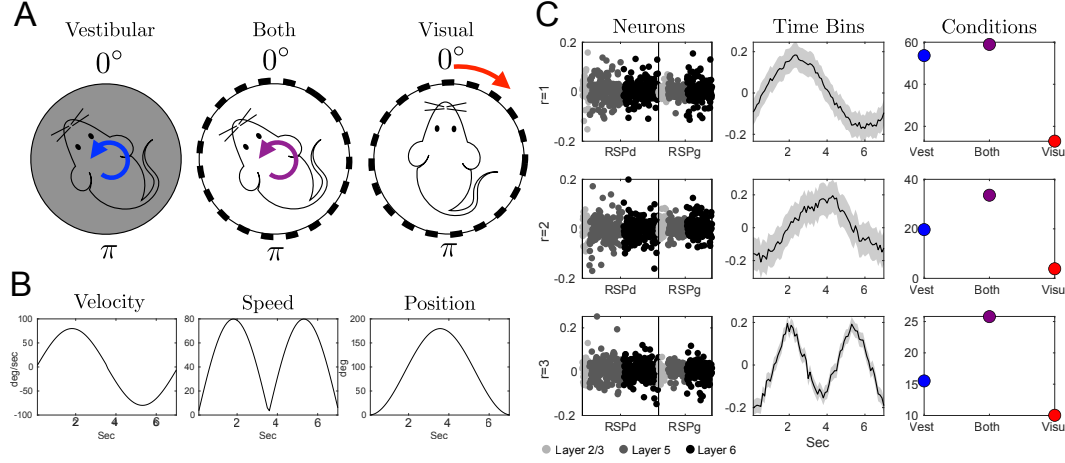 A
Vestibular
Both
Visual
0°
0°
0°
π
π
π
B
Velocity
Speed
Position
deg/sec
100
50
0
-50
-100
2
4
6
Sec
80
60
40
20
0
2
4
6
Sec
deg
200
150
100
50
0
2
4
6
Sec
C
Neurons
Time Bins
Conditions
r=1
0.2
0
-0.2
RSPd
RSPg
0.2
0
-0.2
2
4
6
60
50
40
30
20
10
Vest
Both
Visu
r=2
0.2
0
-0.2
RSPd
RSPg
0.2
0
-0.2
2
4
6
40
20
0
Vest
Both
Visu
r=3
0.2
0
-0.2
RSPd
RSPg
0.2
0
-0.2
2
4
6
Sec
25
20
15
10
Vest
Both
Visu
Layer 2/3
Layer 5
Layer 6